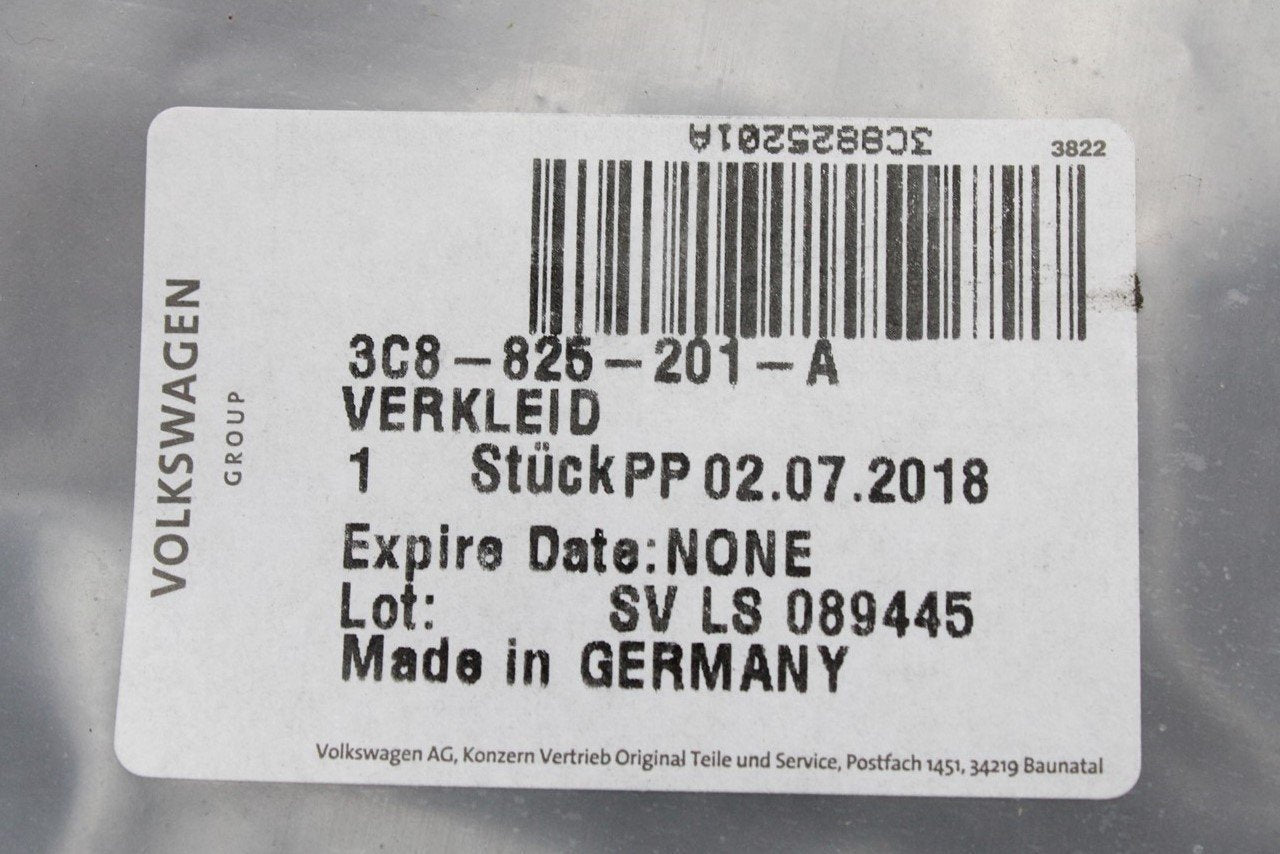 3C8825201A
3822
3C8-825-201-A
VERKLEID
1 Stück PP 02.07.2018
Expire Date:NONE
Lot: SV LS 089445
Made in GERMANY
VOLKSWAGEN
GROUP
Volkswagen AG, Konzern Vertrieb Original Teile und Service, Postfach 1451, 34219 Baunatal